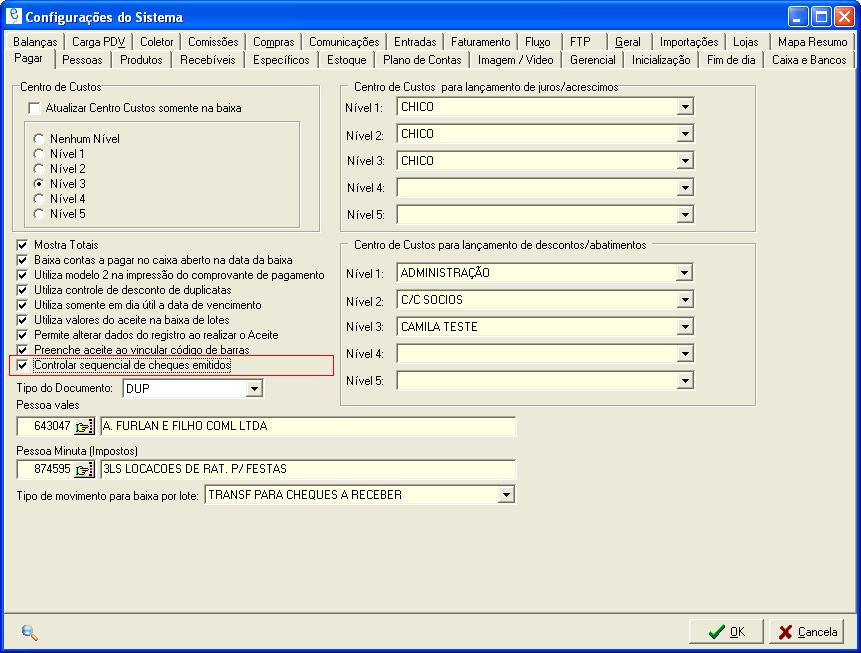 Configurações do Sistema
Balanças Carga PDV Coletor Comissões Compras Comunicações Entradas Faturamento Fluxo FTP Geral Importações Lojas Mapa Resumo
Pagar Pessoas Produtos Recebíveis Específicos Estoque Plano de Contas Imagem / Video Gerencial Inicialização Fim de dia Caixa e Bancos
Centro de Custos
Atualizar Centro Custos somente na baixa
Nenhum Nível
Nível 1
Nível 2
Nível 3
Nível 4
Nível 5
Mostra Totais
Baixa contas a pagar no caixa aberto na data da baixa
Utiliza modelo 2 na impressão do comprovante de pagamento
Utiliza controle de desconto de duplicatas
Utiliza somente em dia útil a data de vencimento
Utiliza valores do aceite na baixa de lotes
Permite alterar dados do registro ao realizar o Aceite
Preenche aceite ao vincular código de barras
Controlar sequencial de cheques emitidos
Tipo do Documento: DUP
Pessoa vales
643047 A. FURLAN E FILHO COML LTDA
Pessoa Minuta (Impostos)
874595 3LS LOCACOES DE RAT. P/ FESTAS
Tipo de movimento para baixa por lote: TRANSF PARA CHEQUES A RECEBER
Centro de Custos para lançamento de juros/acrescimos
Nível 1: CHICO
Nível 2: CHICO
Nível 3: CHICO
Nível 4:
Nível 5:
Centro de Custos para lançamento de descontos/abatimentos
Nível 1: ADMINISTRAÇÃO
Nível 2: C/C SOCIOS
Nível 3: CAMILA TESTE
Nível 4:
Nível 5:
OK Cancela